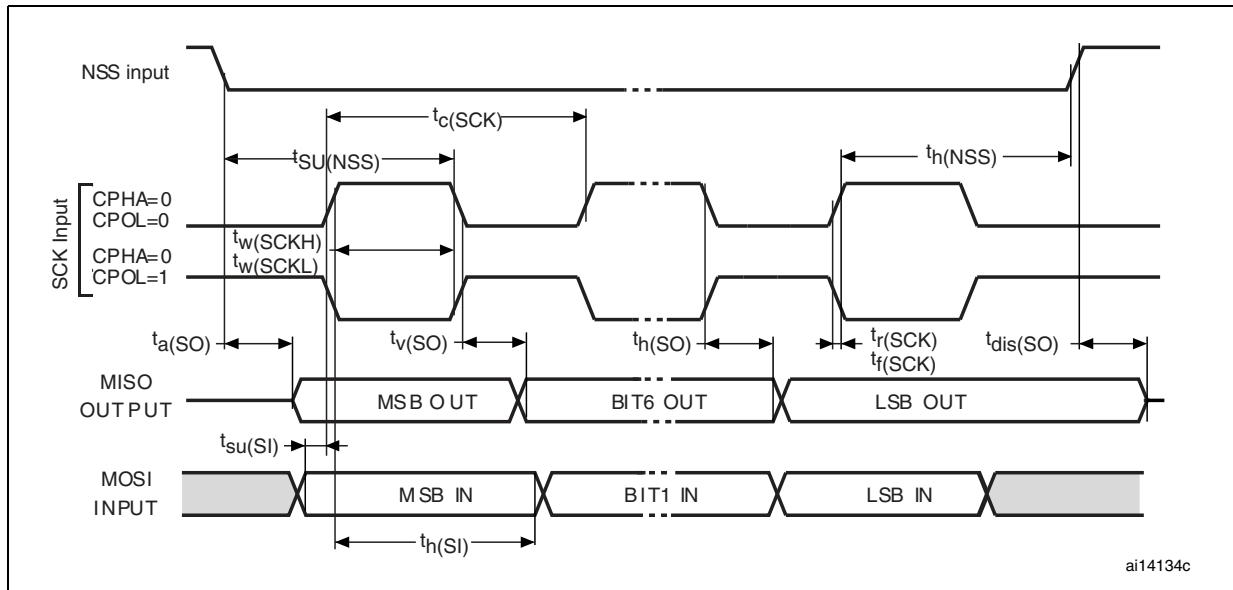 NSS input
tc(SCK)
tSU(NSS)
th(NSS)
SCK Input
CPHA=0
CPOL=0
tw(SCKH)
CPHA=0
tw(SCKL)
CPOL=1
ta(SO)
tv(SO)
th(SO)
tr(SCK)
tf(SCK)
tdis(SO)
MISO
OUTPUT
MSB OUT
BIT6 OUT
LSB OUT
tsu(SI)
MOSI
INPUT
MSB IN
BIT1 IN
LSB IN
th(SI)
ai14134c